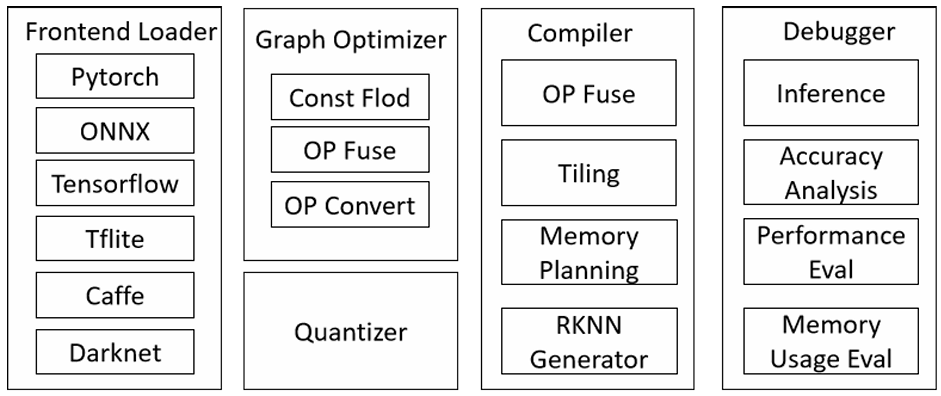 Frontend Loader
Pytorch
ONNX
Tensorflow
Tflite
Caffe
Darknet
Graph Optimizer
Const Flod
OP Fuse
OP Convert
Quantizer
Compiler
OP Fuse
Tiling
Memory
Planning
RKNN
Generator
Debugger
Inference
Accuracy
Analysis
Performance
Eval
Memory
Usage Eval